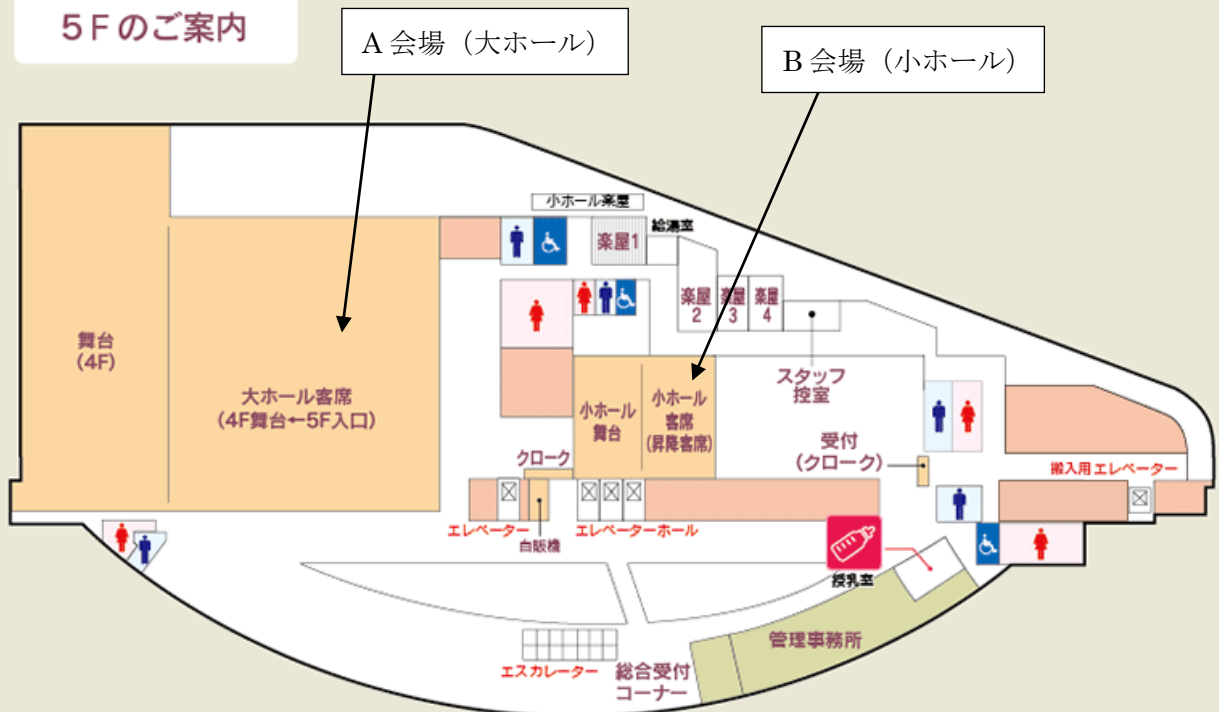 5Fのご案内
A 会場（大ホール）
B 会場（小ホール）
小ホール楽屋
給湯室
楽屋1
楽屋
2
楽屋
3
楽屋
4
舞台
(4F)
大ホール客席
(4F舞台←5F入口)
小ホール
舞台
小ホール
客席
(昇降客席)
スタッフ
控室
受付
(クローク)
クローク
搬入用エレベーター
エレベーター
自販機
エレベーターホール
授乳室
管理事務所
エスカレーター
総合受付
コーナー